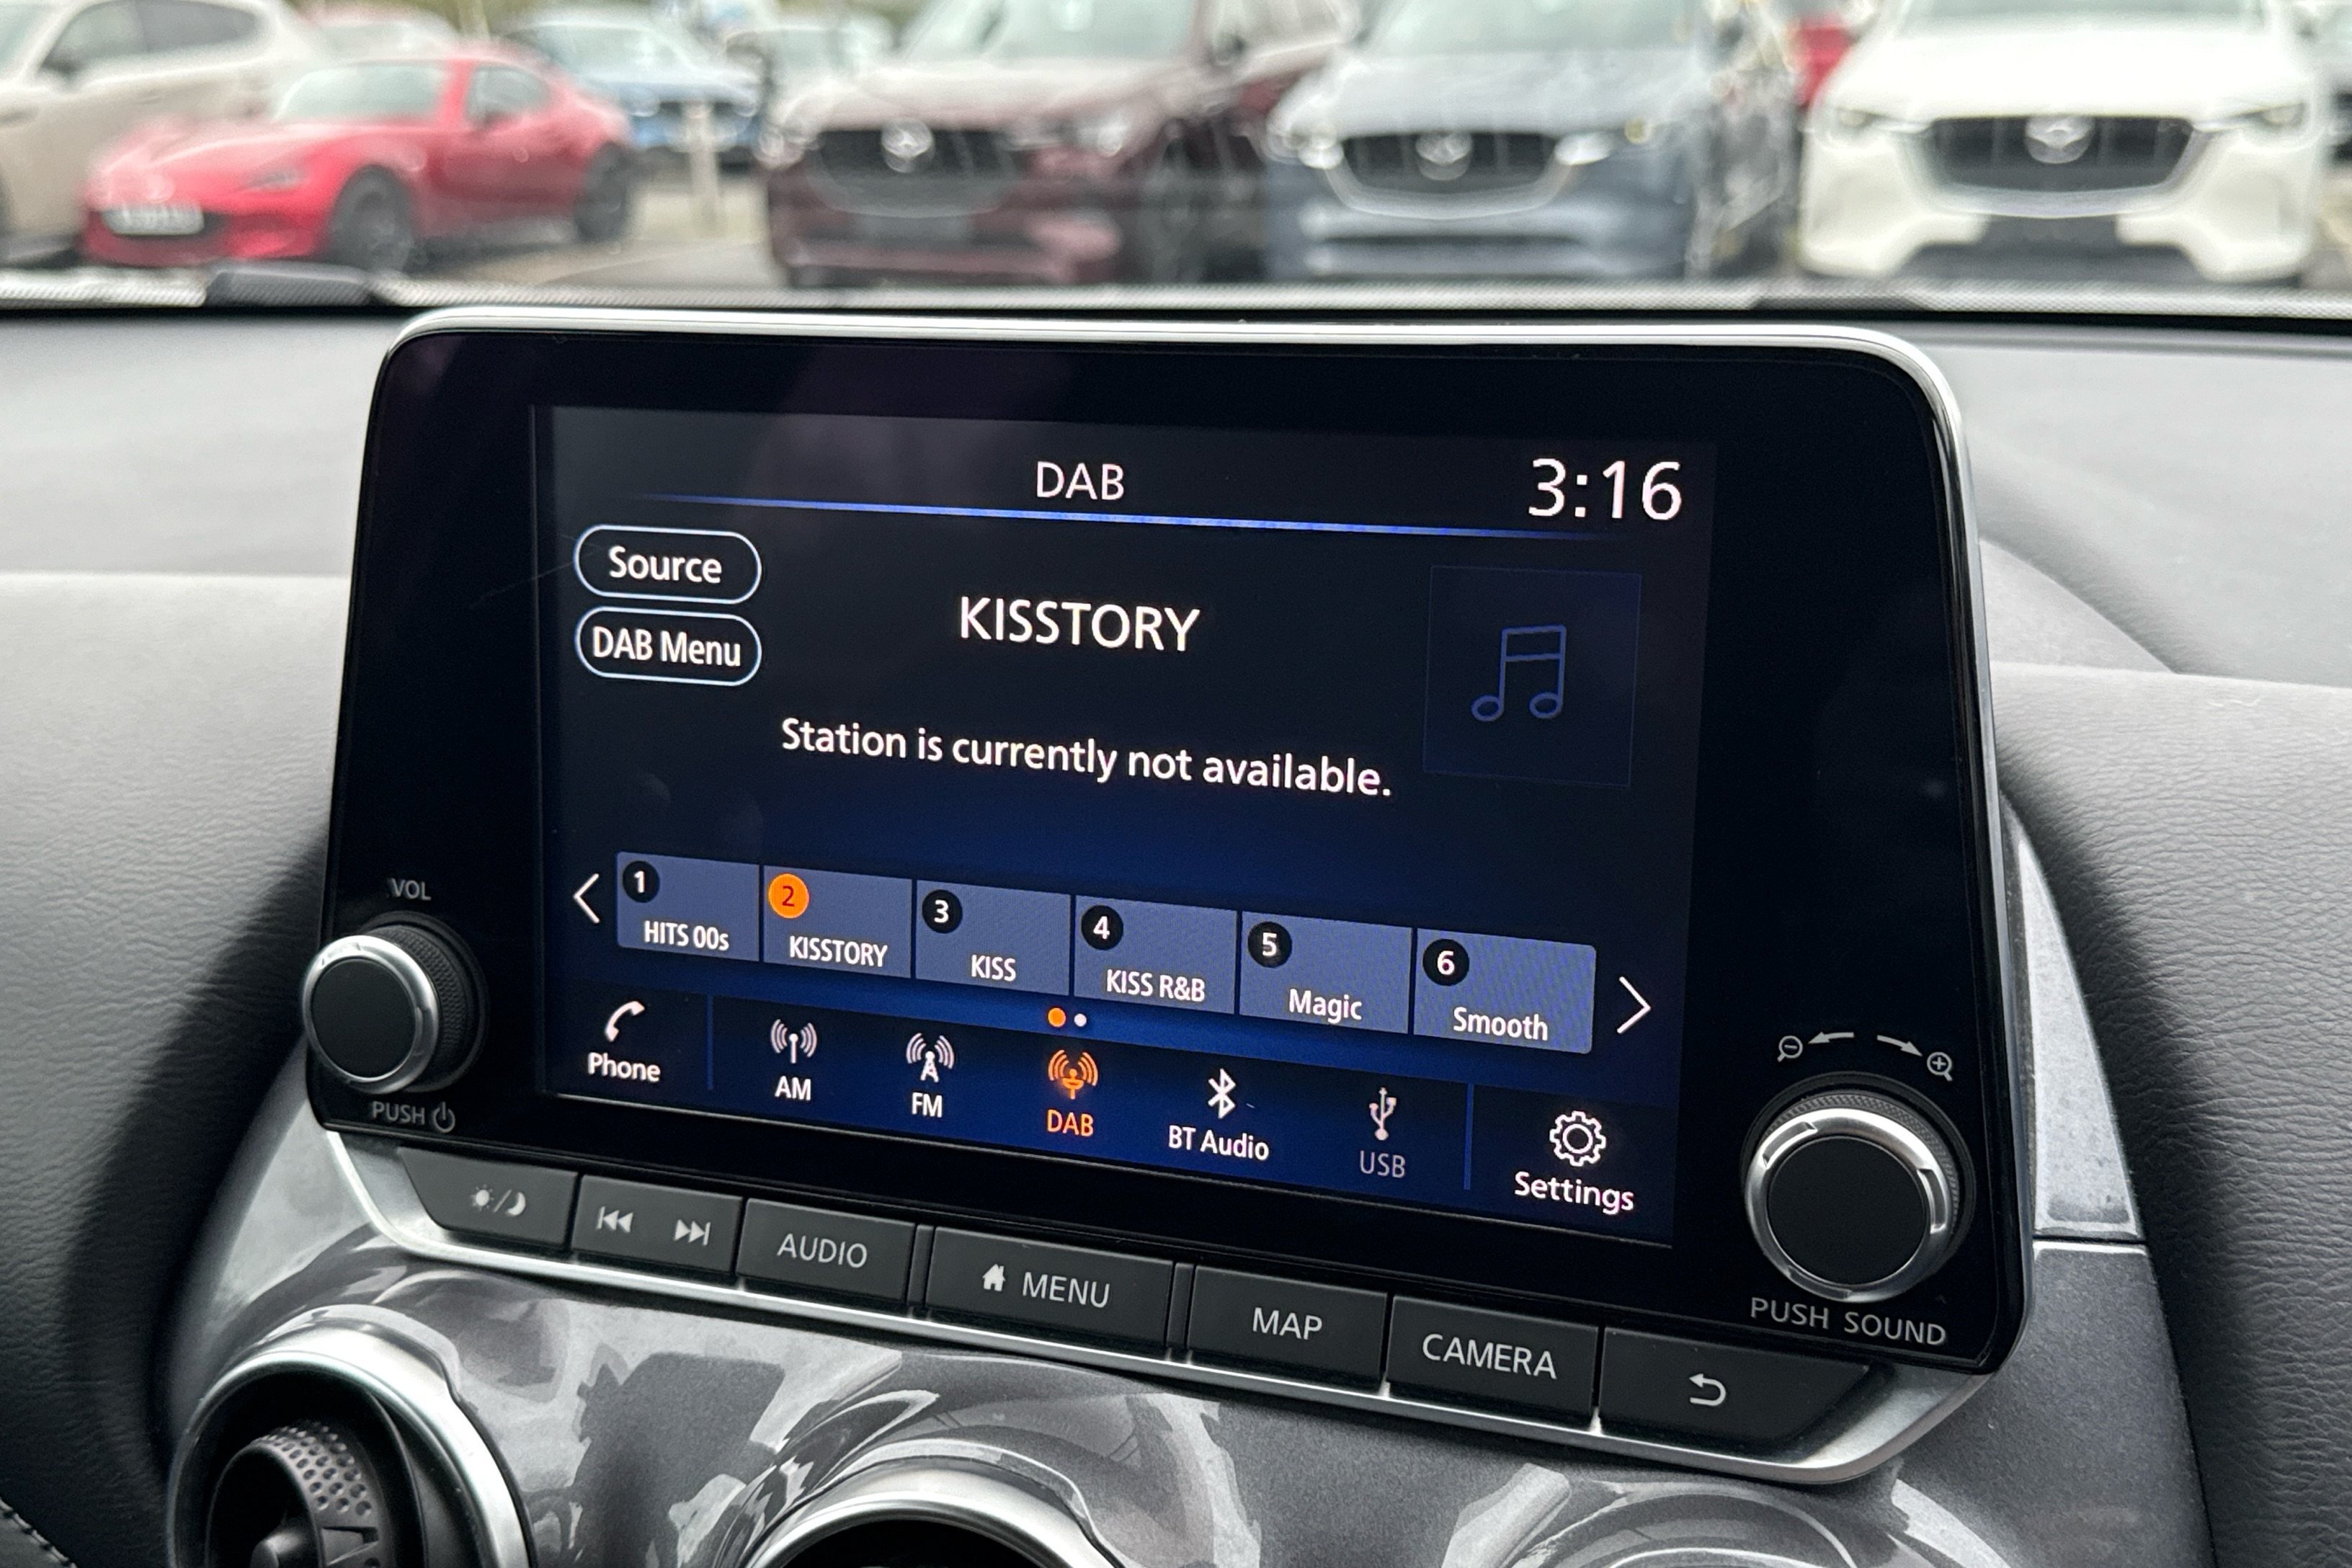 DAB
3:16
Source
KISSTORY
DAB Menu
Station is currently not available.
1
HITS 00s
2
KISSTORY
3
KISS
4
KISS R&B
5
Magic
6
Smooth
Phone
AM
FM
DAB
BT Audio
USB
Settings
VOL
PUSH
AUDIO
MENU
MAP
CAMERA
PUSH SOUND